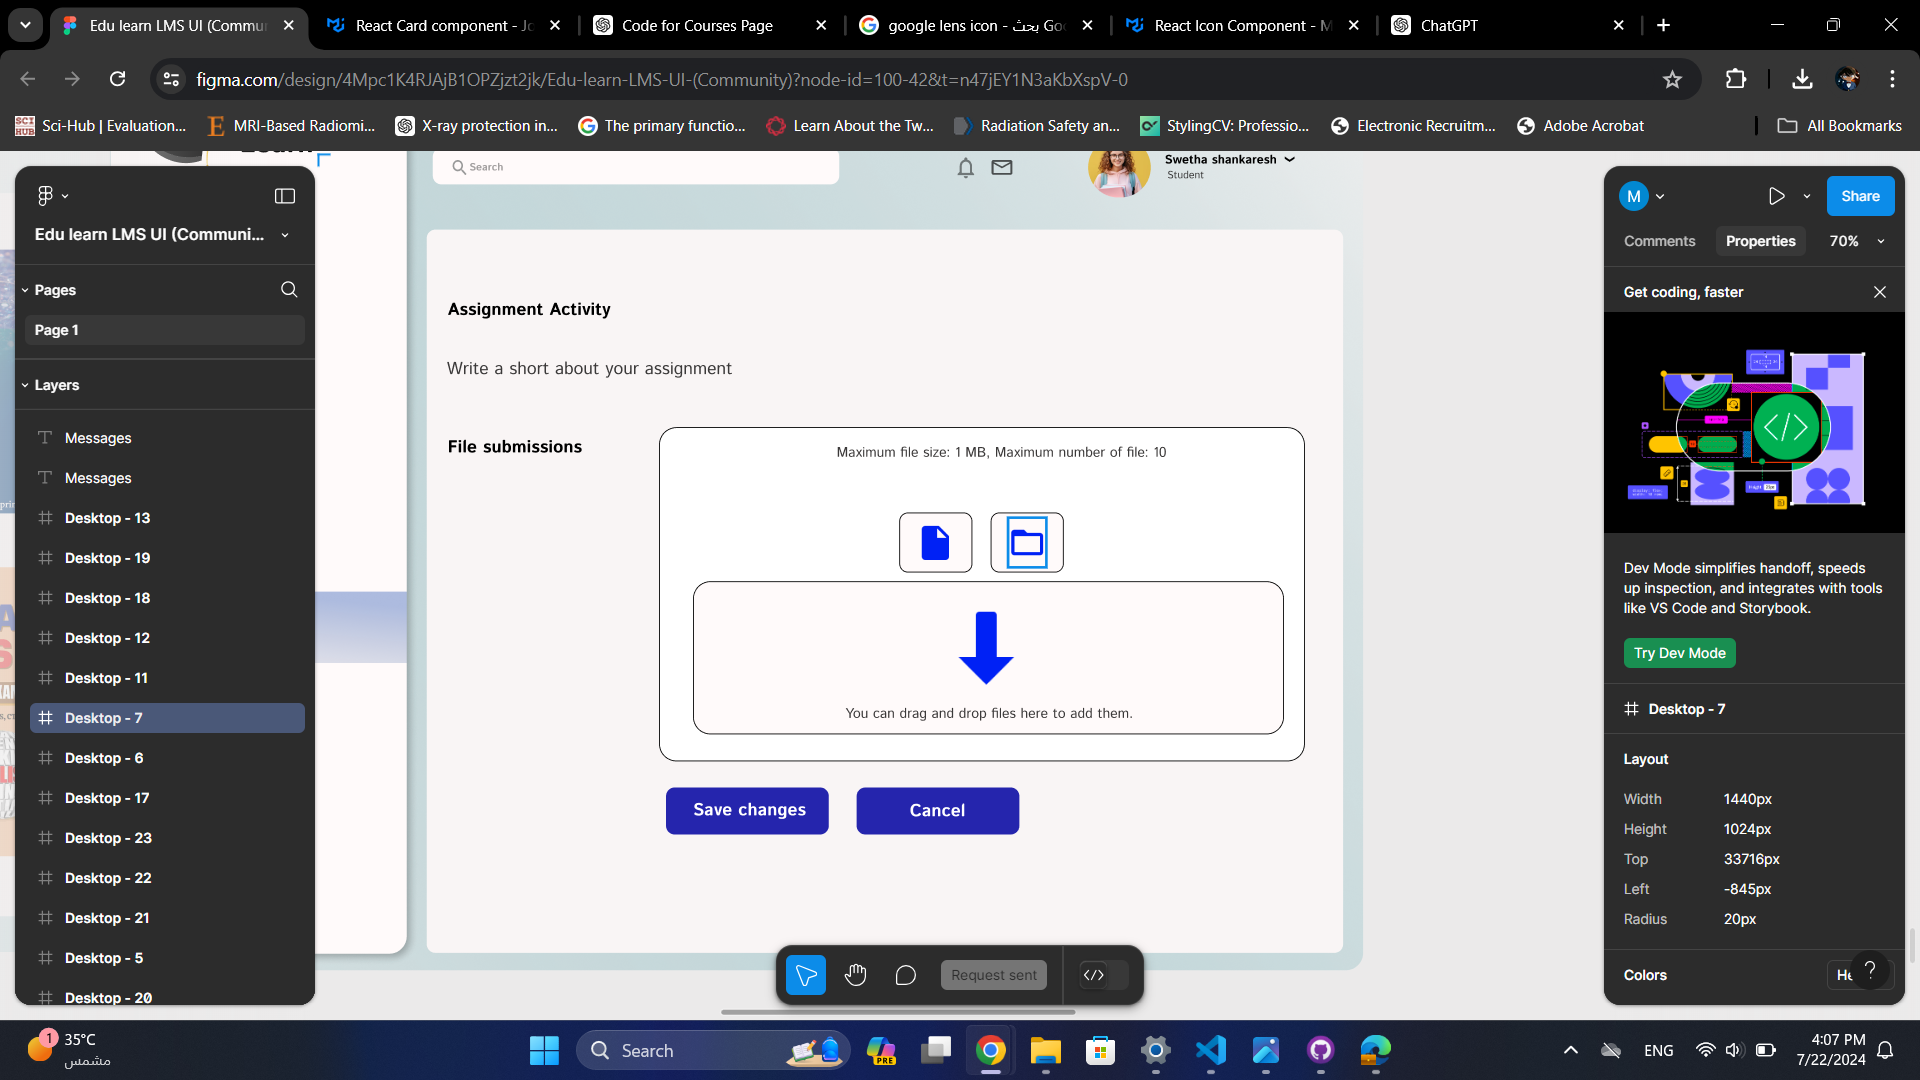 Edu learn LMS UI (Commu
React Card component - Jo
Code for Courses Page
google lens icon - بحث Go
React Icon Component - M
ChatGPT
figma.com/design/4Mpc1K4RJAjB1OPZjzt2jk/Edu-learn-LMS-UI-(Community)?node-id=100-42&t=n47jEY1N3aKbXspV-0
Sci-Hub | Evaluation...
MRI-Based Radiomi...
X-ray protection in...
The primary functio...
Learn About the Tw...
Radiation Safety an...
StylingCV: Professio...
Electronic Recruitm...
Adobe Acrobat
All Bookmarks
Search
Swetha shankaresh
Student
Edu learn LMS UI (Communi...
Pages
Page 1
Layers
Messages
Messages
Desktop - 13
Desktop - 19
Desktop - 18
Desktop - 12
Desktop - 11
Desktop - 7
Desktop - 6
Desktop - 17
Desktop - 23
Desktop - 22
Desktop - 21
Desktop - 5
Desktop - 20
Assignment Activity
Write a short about your assignment
File submissions
Maximum file size: 1 MB, Maximum number of file: 10
You can drag and drop files here to add them.
Save changes
Cancel
Request sent
M
Share
Comments
Properties
70%
Get coding, faster
Dev Mode simplifies handoff, speeds
up inspection, and integrates with tools
like VS Code and Storybook.
Try Dev Mode
Desktop - 7
Layout
Width 1440px
Height 1024px
Top 33716px
Left -845px
Radius 20px
Colors
He
?
1
35°C
مشمس
Search
PRE
ENG
4:07 PM
7/22/2024